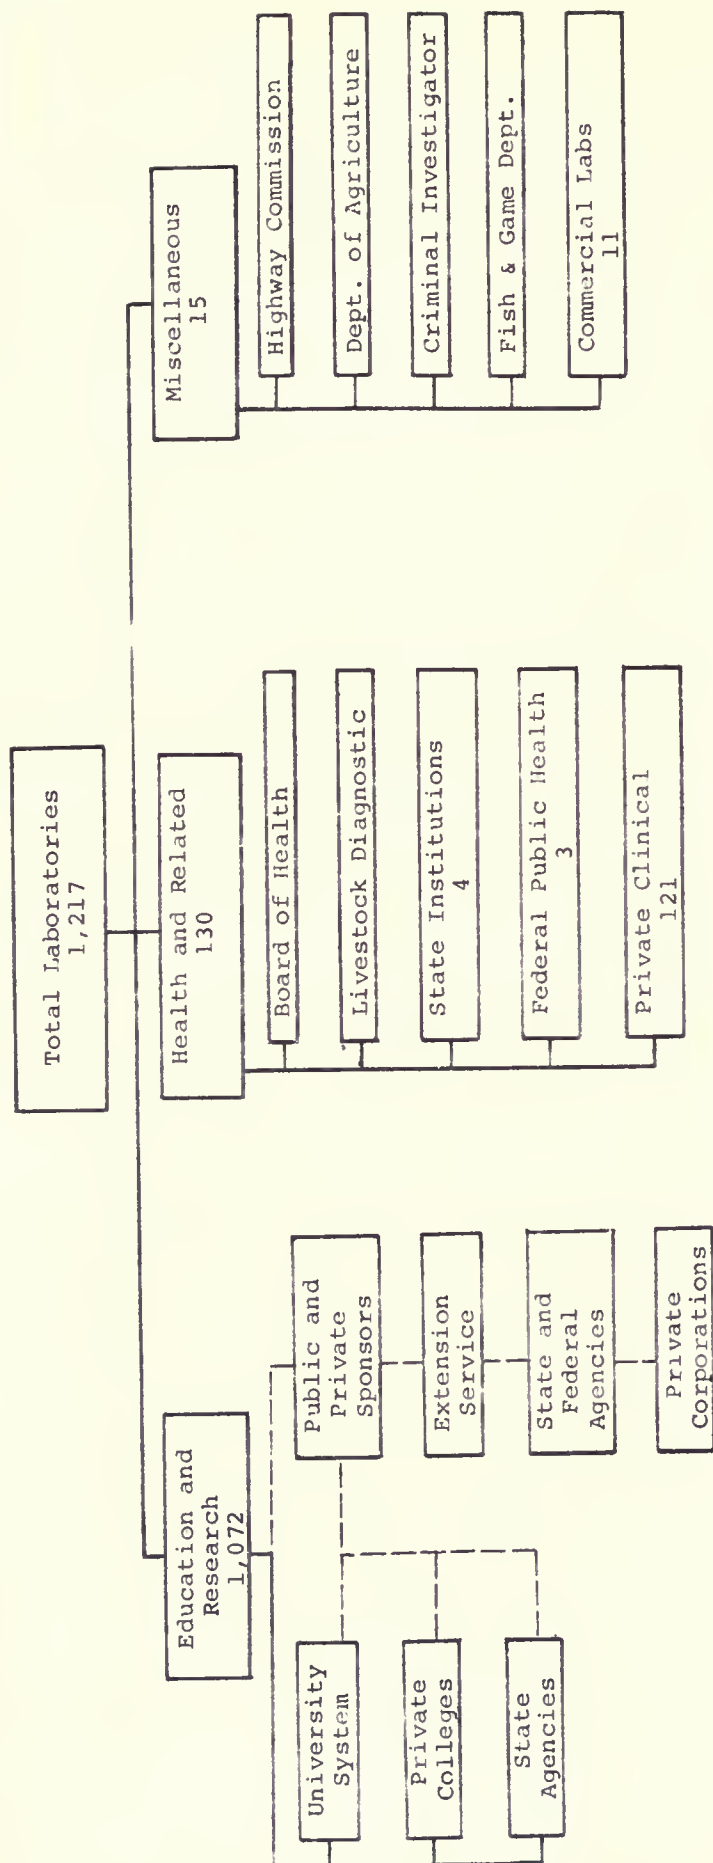 Total Laboratories
1,217
Education and
Research
1,072
Health and Related
130
Miscellaneous
15
University
System
Private
Colleges
State
Agencies
Public and
Private
Sponsors
Extension
Service
State and
Federal
Agencies
Private
Corporations
Board of Health
Livestock Diagnostic
State Institutions
4
Federal Public Health
3
Private Clinical
121
Highway Commission
Dept. of Agriculture
Criminal Investigator
Fish & Game Dept.
Commercial Labs
11